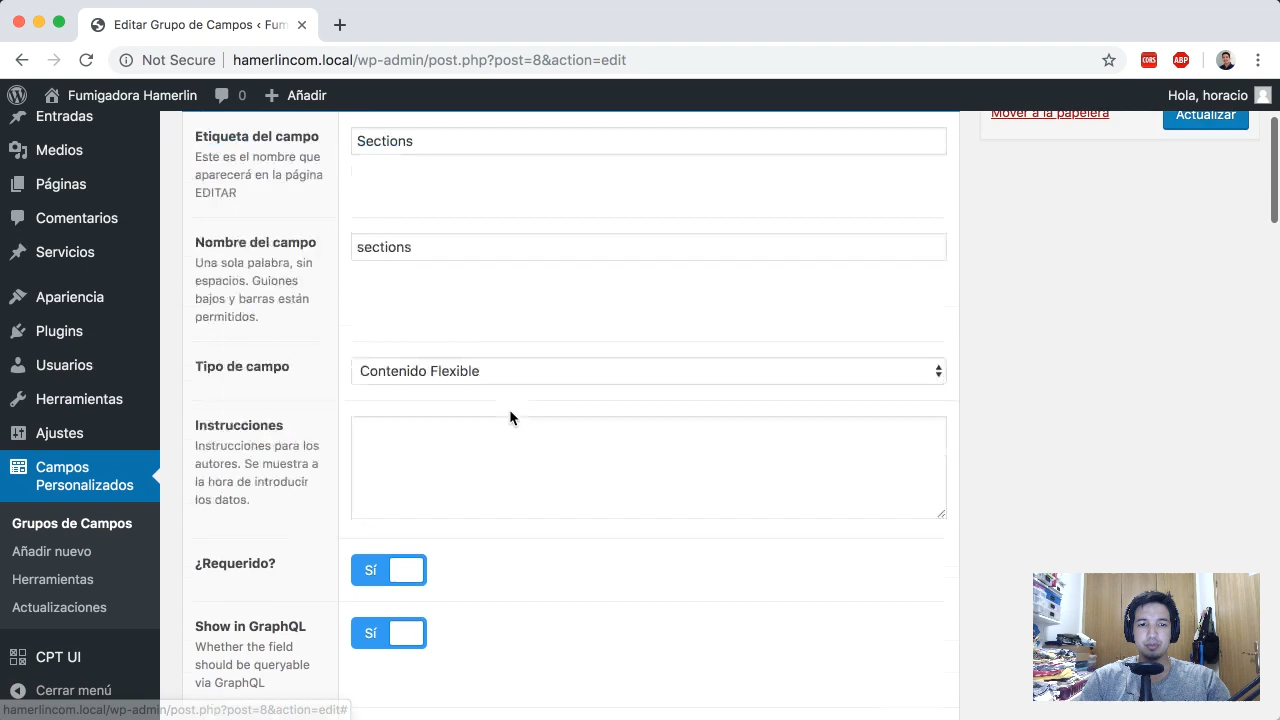 Editar Grupo de Campos ‹ Fum
Not Secure
hamerlincom.local/wp-admin/post.php?post=8&action=edit
CORS
ABP
Fumigadora Hamerlin
0
Añadir
Hola, horacio
Entradas
Medios
Páginas
Comentarios
Servicios
Apariencia
Plugins
Usuarios
Herramientas
Ajustes
Campos
Personalizados
Grupos de Campos
Añadir nuevo
Herramientas
Actualizaciones
CPT UI
Cerrar menú
Etiqueta del campo
Este es el nombre que
aparecerá en la página
EDITAR
Sections
Nombre del campo
Una sola palabra, sin
espacios. Guiones
bajos y barras están
permitidos.
sections
Tipo de campo
Contenido Flexible
Instrucciones
Instrucciones para los
autores. Se muestra a
la hora de introducir
los datos.
¿Requerido?
Sí
Show in GraphQL
Whether the field
should be queryable
via GraphQL
Sí
Mover a la papelera
Actualizar
hamerlincom.local/wp-admin/post.php?post=8&action=edit#